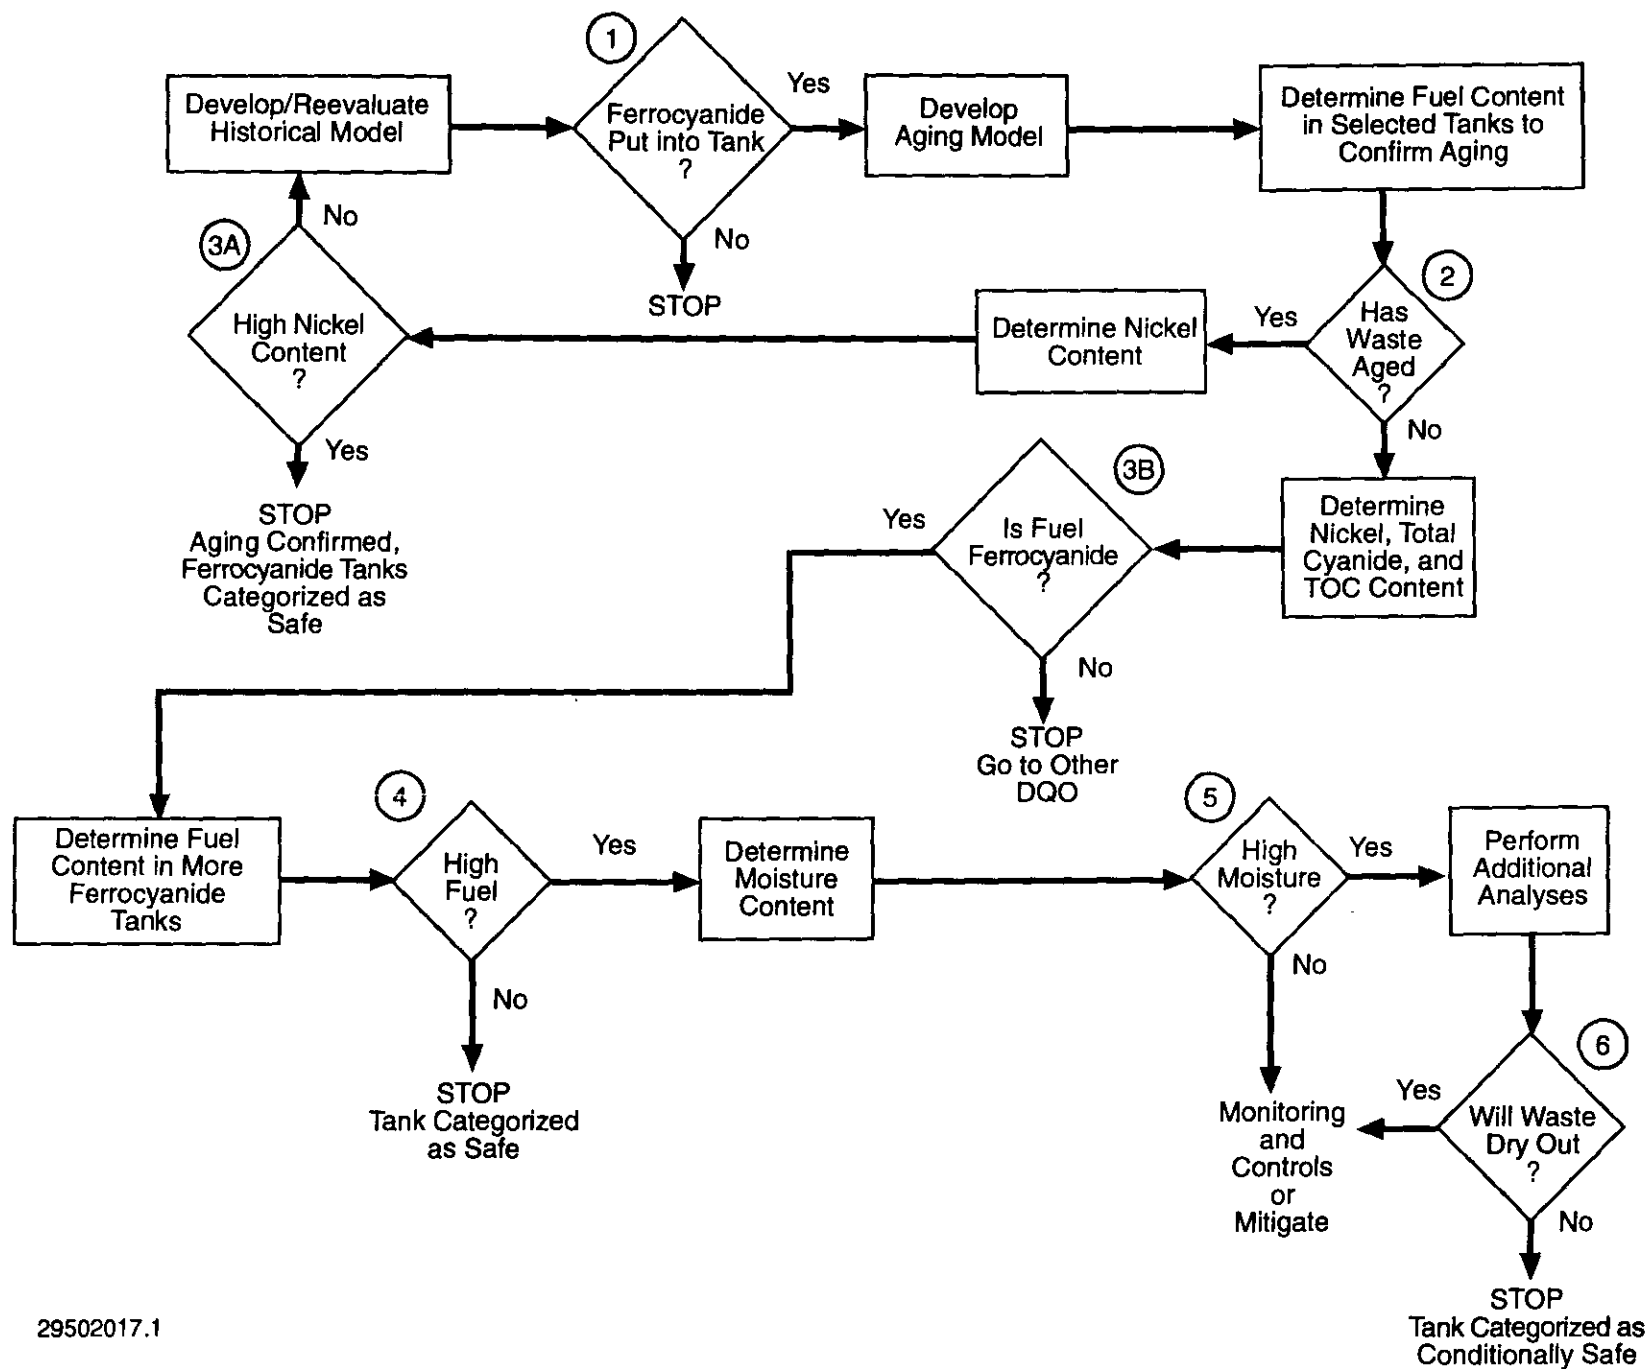 1
Develop/Reevaluate
Historical Model
Ferrocyanide
Put into Tank
?
Yes
Develop
Aging Model
Determine Fuel Content
in Selected Tanks to
Confirm Aging
No
STOP
No
3A
High Nickel
Content
?
Yes
STOP
Aging Confirmed,
Ferrocyanide Tanks
Categorized as
Safe
Determine Nickel
Content
Yes
2
Has
Waste
Aged
?
No
Determine
Nickel, Total
Cyanide, and
TOC Content
3B
Is Fuel
Ferrocyanide
?
Yes
No
STOP
Go to Other
DQO
Determine Fuel
Content in More
Ferrocyanide
Tanks
4
High
Fuel
?
Yes
No
STOP
Tank Categorized
as Safe
Determine
Moisture
Content
5
High
Moisture
?
Yes
No
Perform
Additional
Analyses
6
Will Waste
Dry Out
?
Yes
Monitoring
and
Controls
or
Mitigate
No
STOP
Tank Categorized as
Conditionally Safe
29502017.1